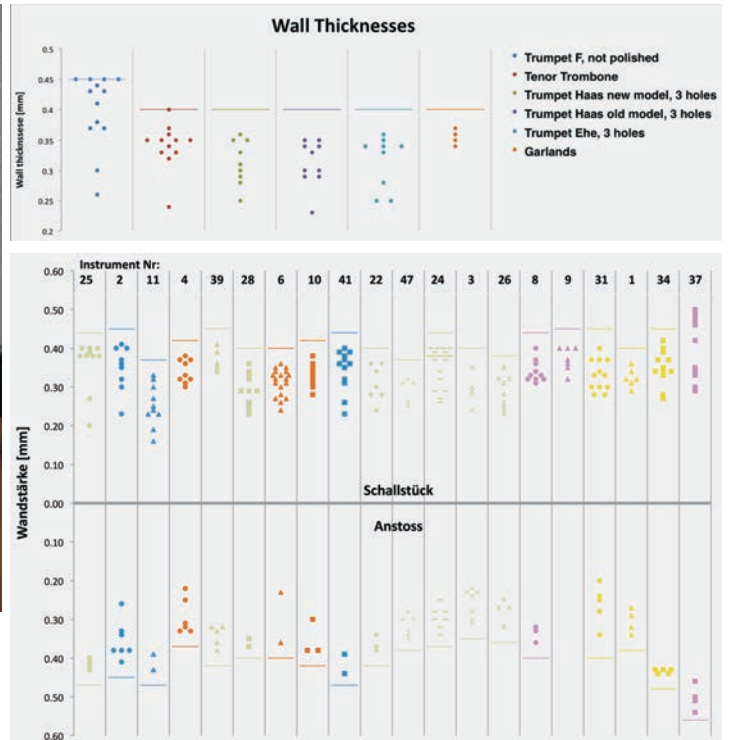 Wall Thicknesses
Wall thicknssese [mm]
0.5
0.45
0.4
0.35
0.3
0.25
0.2
Trumpet F, not polished
Tenor Trombone
Trumpet Haas new model, 3 holes
Trumpet Haas old model, 3 holes
Trumpet Ehe, 3 holes
Garlands
Instrument Nr:
25 2 11 4 39 28 6 10 41 22 47 24 3 26 8 9 31 1 34 37
Wandstärke [mm]
0.60
0.50
0.40
0.30
0.20
0.10
0.00
Schallstück
Anstoss
0.10
0.20
0.30
0.40
0.50
0.60